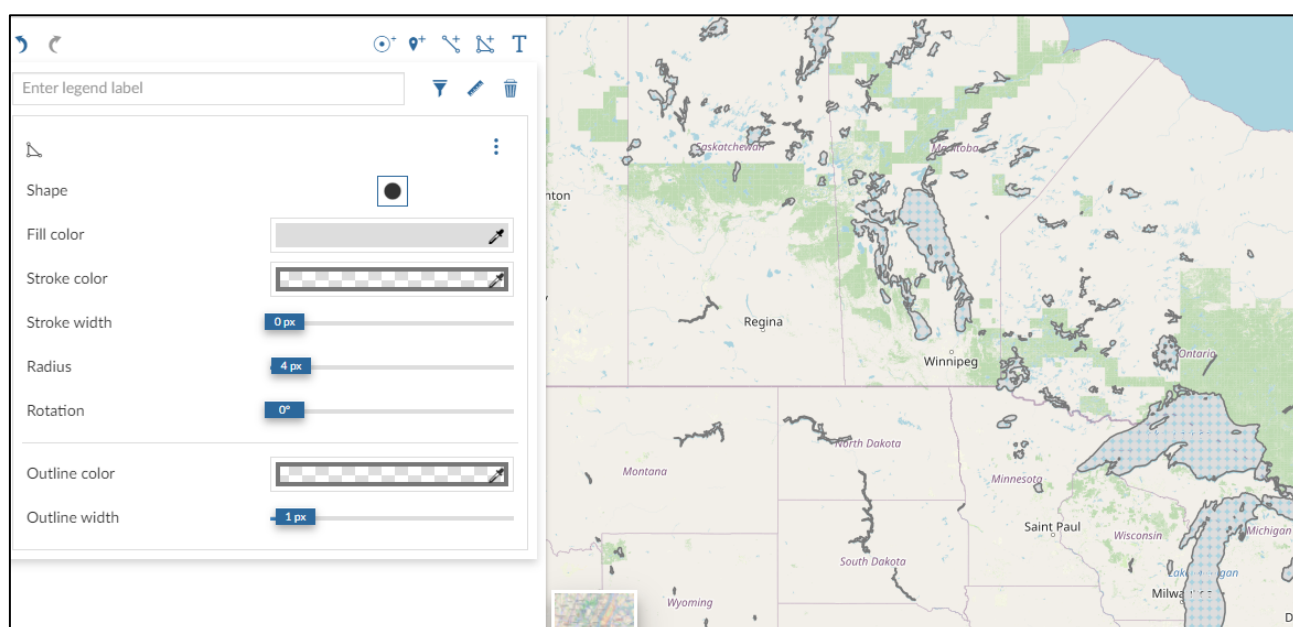 T
Enter legend label
Shape
Fill color
Stroke color
Stroke width
0 px
Radius
4 px
Rotation
0°
Outline color
Outline width
1 px
Saskatchewan
Manitoba
nton
Regina
Winnipeg
Ontario
North Dakota
Montana
Minnesota
Saint Paul
Wisconsin
Michigan
South Dakota
Wyoming